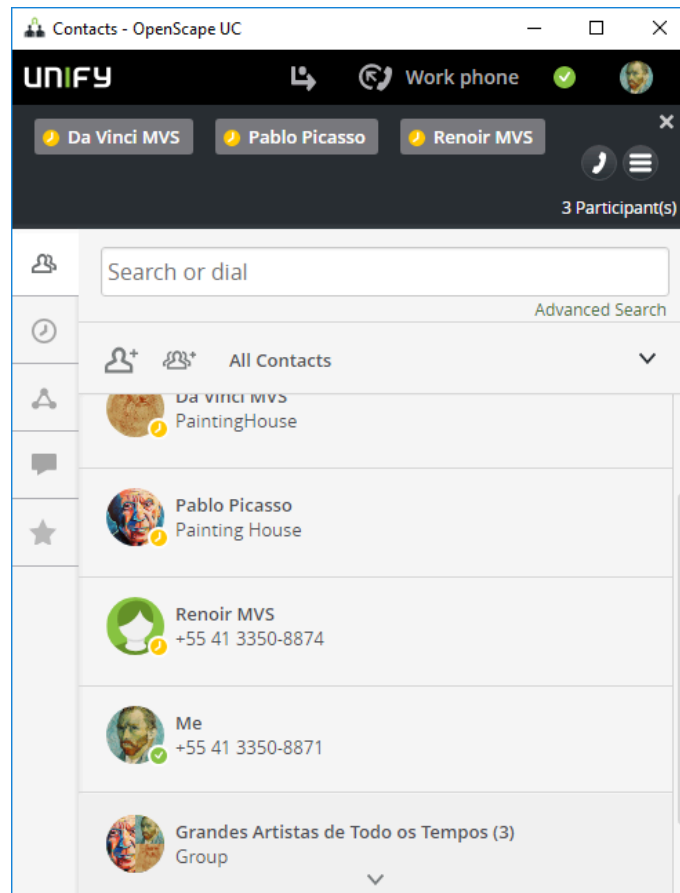 Contacts - OpenScape UC
UNIFY
Work phone
Da Vinci MVS
Pablo Picasso
Renoir MVS
3 Participant(s)
Search or dial
Advanced Search
All Contacts
Da Vinci MVS
PaintingHouse
Pablo Picasso
Painting House
Renoir MVS
+55 41 3350-8874
Me
+55 41 3350-8871
Grandes Artistas de Todo os Tempos (3)
Group